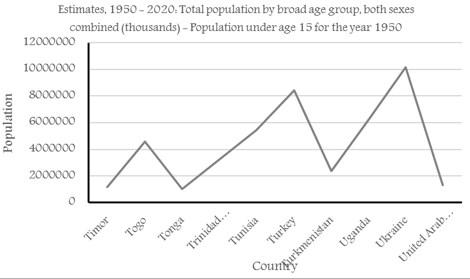 Estimates, 1950 - 2020: Total population by broad age group, both sexes
combined (thousands) - Population under age 15 for the year 1950
12000000
10000000
8000000
6000000
4000000
2000000
0
Population
Timor
Togo
Tonga
Trinidad...
Tunisia
Turkey
Turkmenistan
Uganda
Ukraine
United Arab...
Country